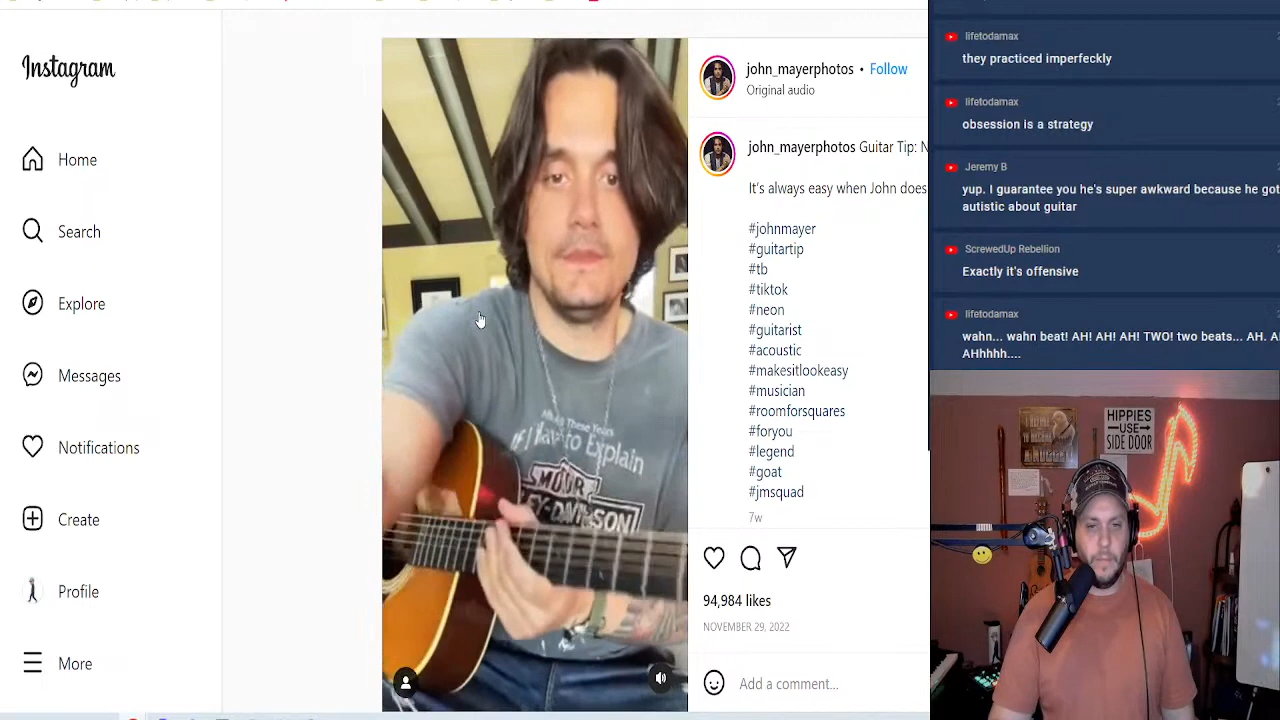 Instagram
Home
Search
Explore
Messages
Notifications
Create
Profile
More
If I Have to Explain
john_mayerphotos • Follow
Original audio
john_mayerphotos Guitar Tip:
It's always easy when John does
#johnmayer
#guitartip
#tb
#tiktok
#neon
#guitarist
#acoustic
#makesitlookeasy
#musician
#roomforsquares
#foryou
#legend
#goat
#jmsquad
7w
94,984 likes
NOVEMBER 29, 2022
Add a comment...
lifetodamax
they practiced imperfeckly
lifetodamax
obsession is a strategy
Jeremy B
yup. I guarantee you he's super awkward because he got
autistic about guitar
ScrewedUp Rebellion
Exactly it's offensive
lifetodamax
wahn... wahn beat! AH! AH! AH! TWO! two beats... AH.
AHhhhh....
HIPPIES
USE
SIDE DOOR